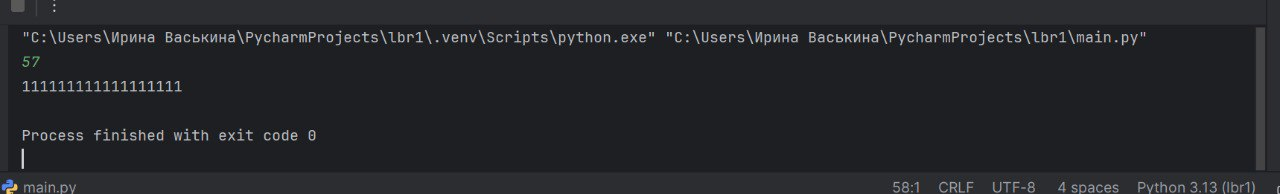 "C:\Users\Ирина Васькина\PycharmProjects\lbr1\.venv\Scripts\python.exe" "C:\Users\Ирина Васькина\PycharmProjects\lbr1\main.py"
57
111111111111111111
Process finished with exit code 0
main.py 58:1 CRLF UTF-8 4 spaces Python 3.13 (lbr1)